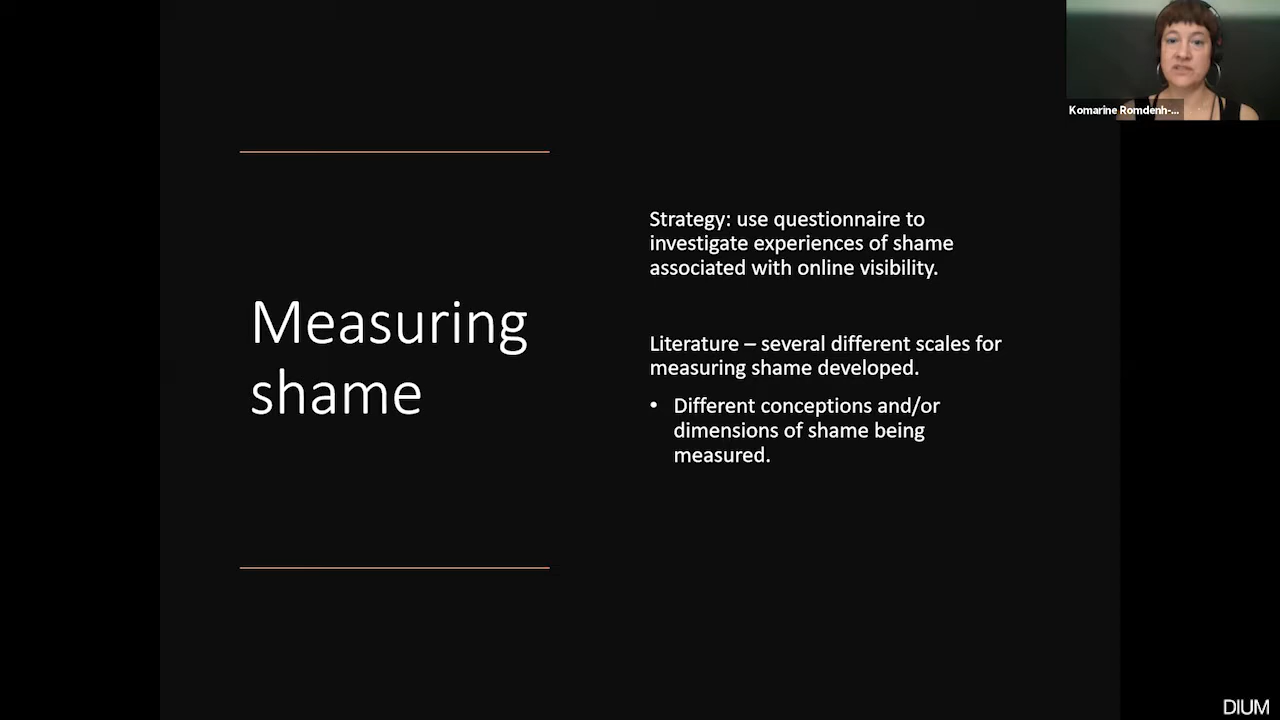 Komarine Romdenh-...
Strategy: use questionnaire to
investigate experiences of shame
associated with online visibility.
Measuring
shame
Literature – several different scales for
measuring shame developed.
• Different conceptions and/or
dimensions of shame being
measured.
DIUM